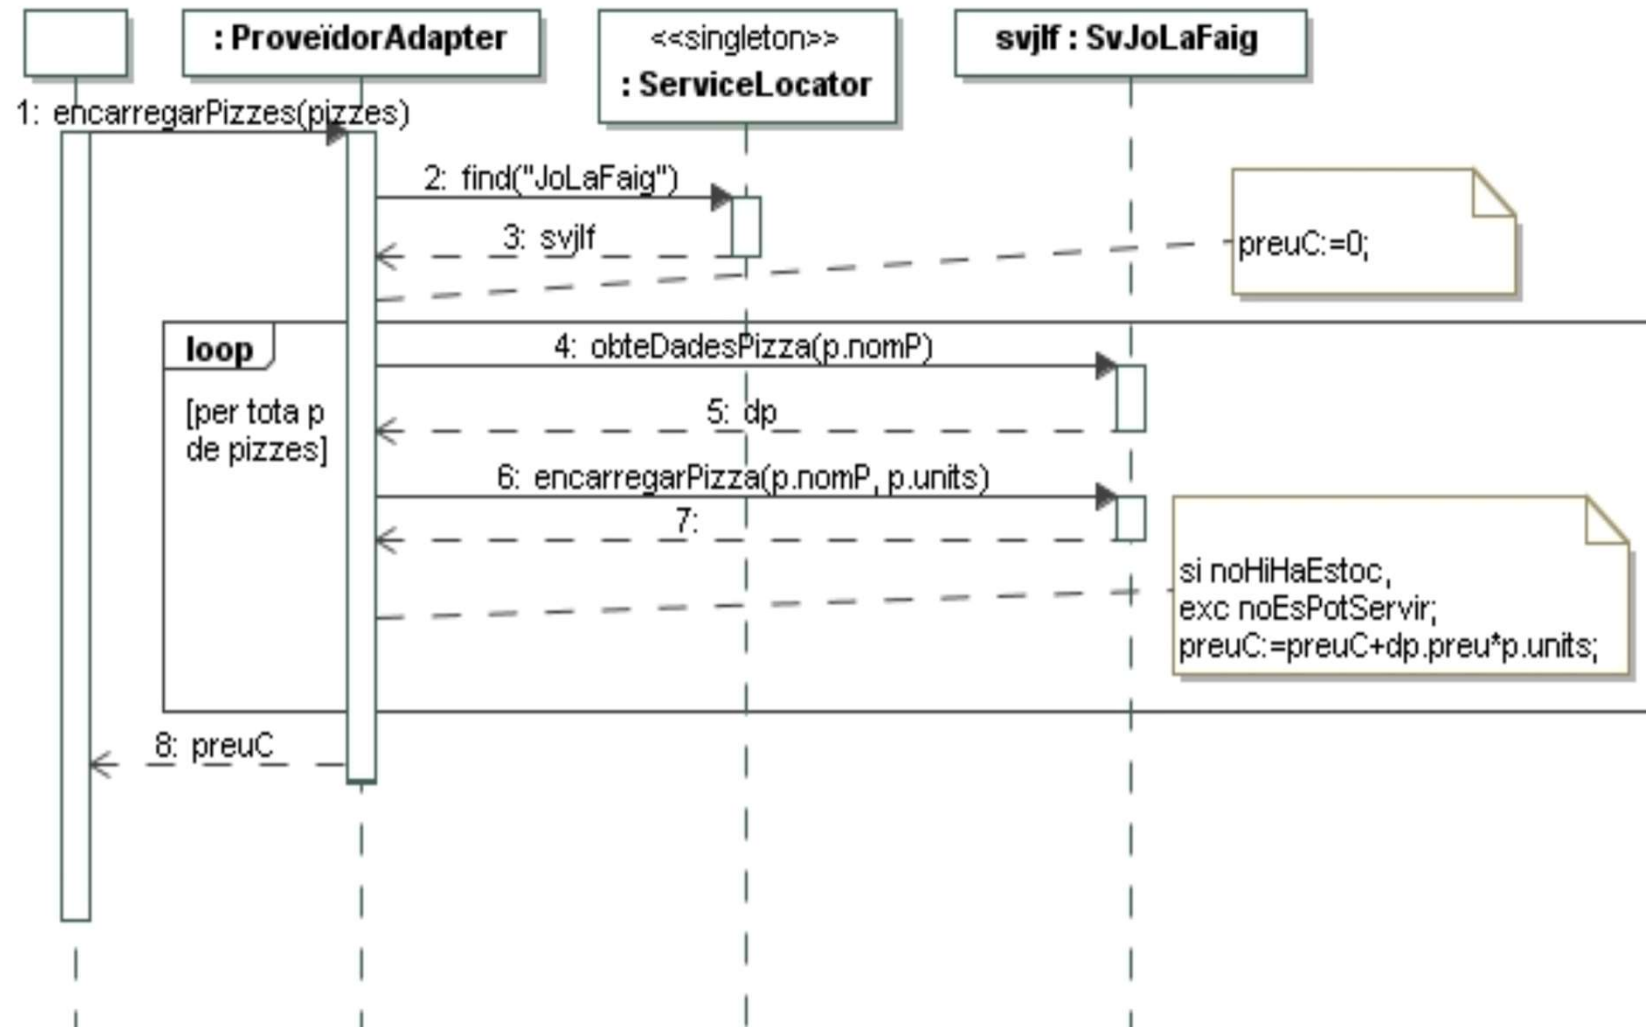 : ProveïdorAdapter
<<singleton>>
: ServiceLocator
svjlf : SvJoLaFaig
1: encarregarPizzes(pizzes)
2: find("JoLaFaig")
3: svjlf
preuC:=0;
loop
[per tota p
de pizzes]
4: obteDadesPizza(p.nomP)
5: dp
6: encarregarPizza(p.nomP, p.units)
7:
si noHiHaEstoc,
exc noEsPotServir;
preuC:=preuC+dp.preu*p.units;
8: preuC